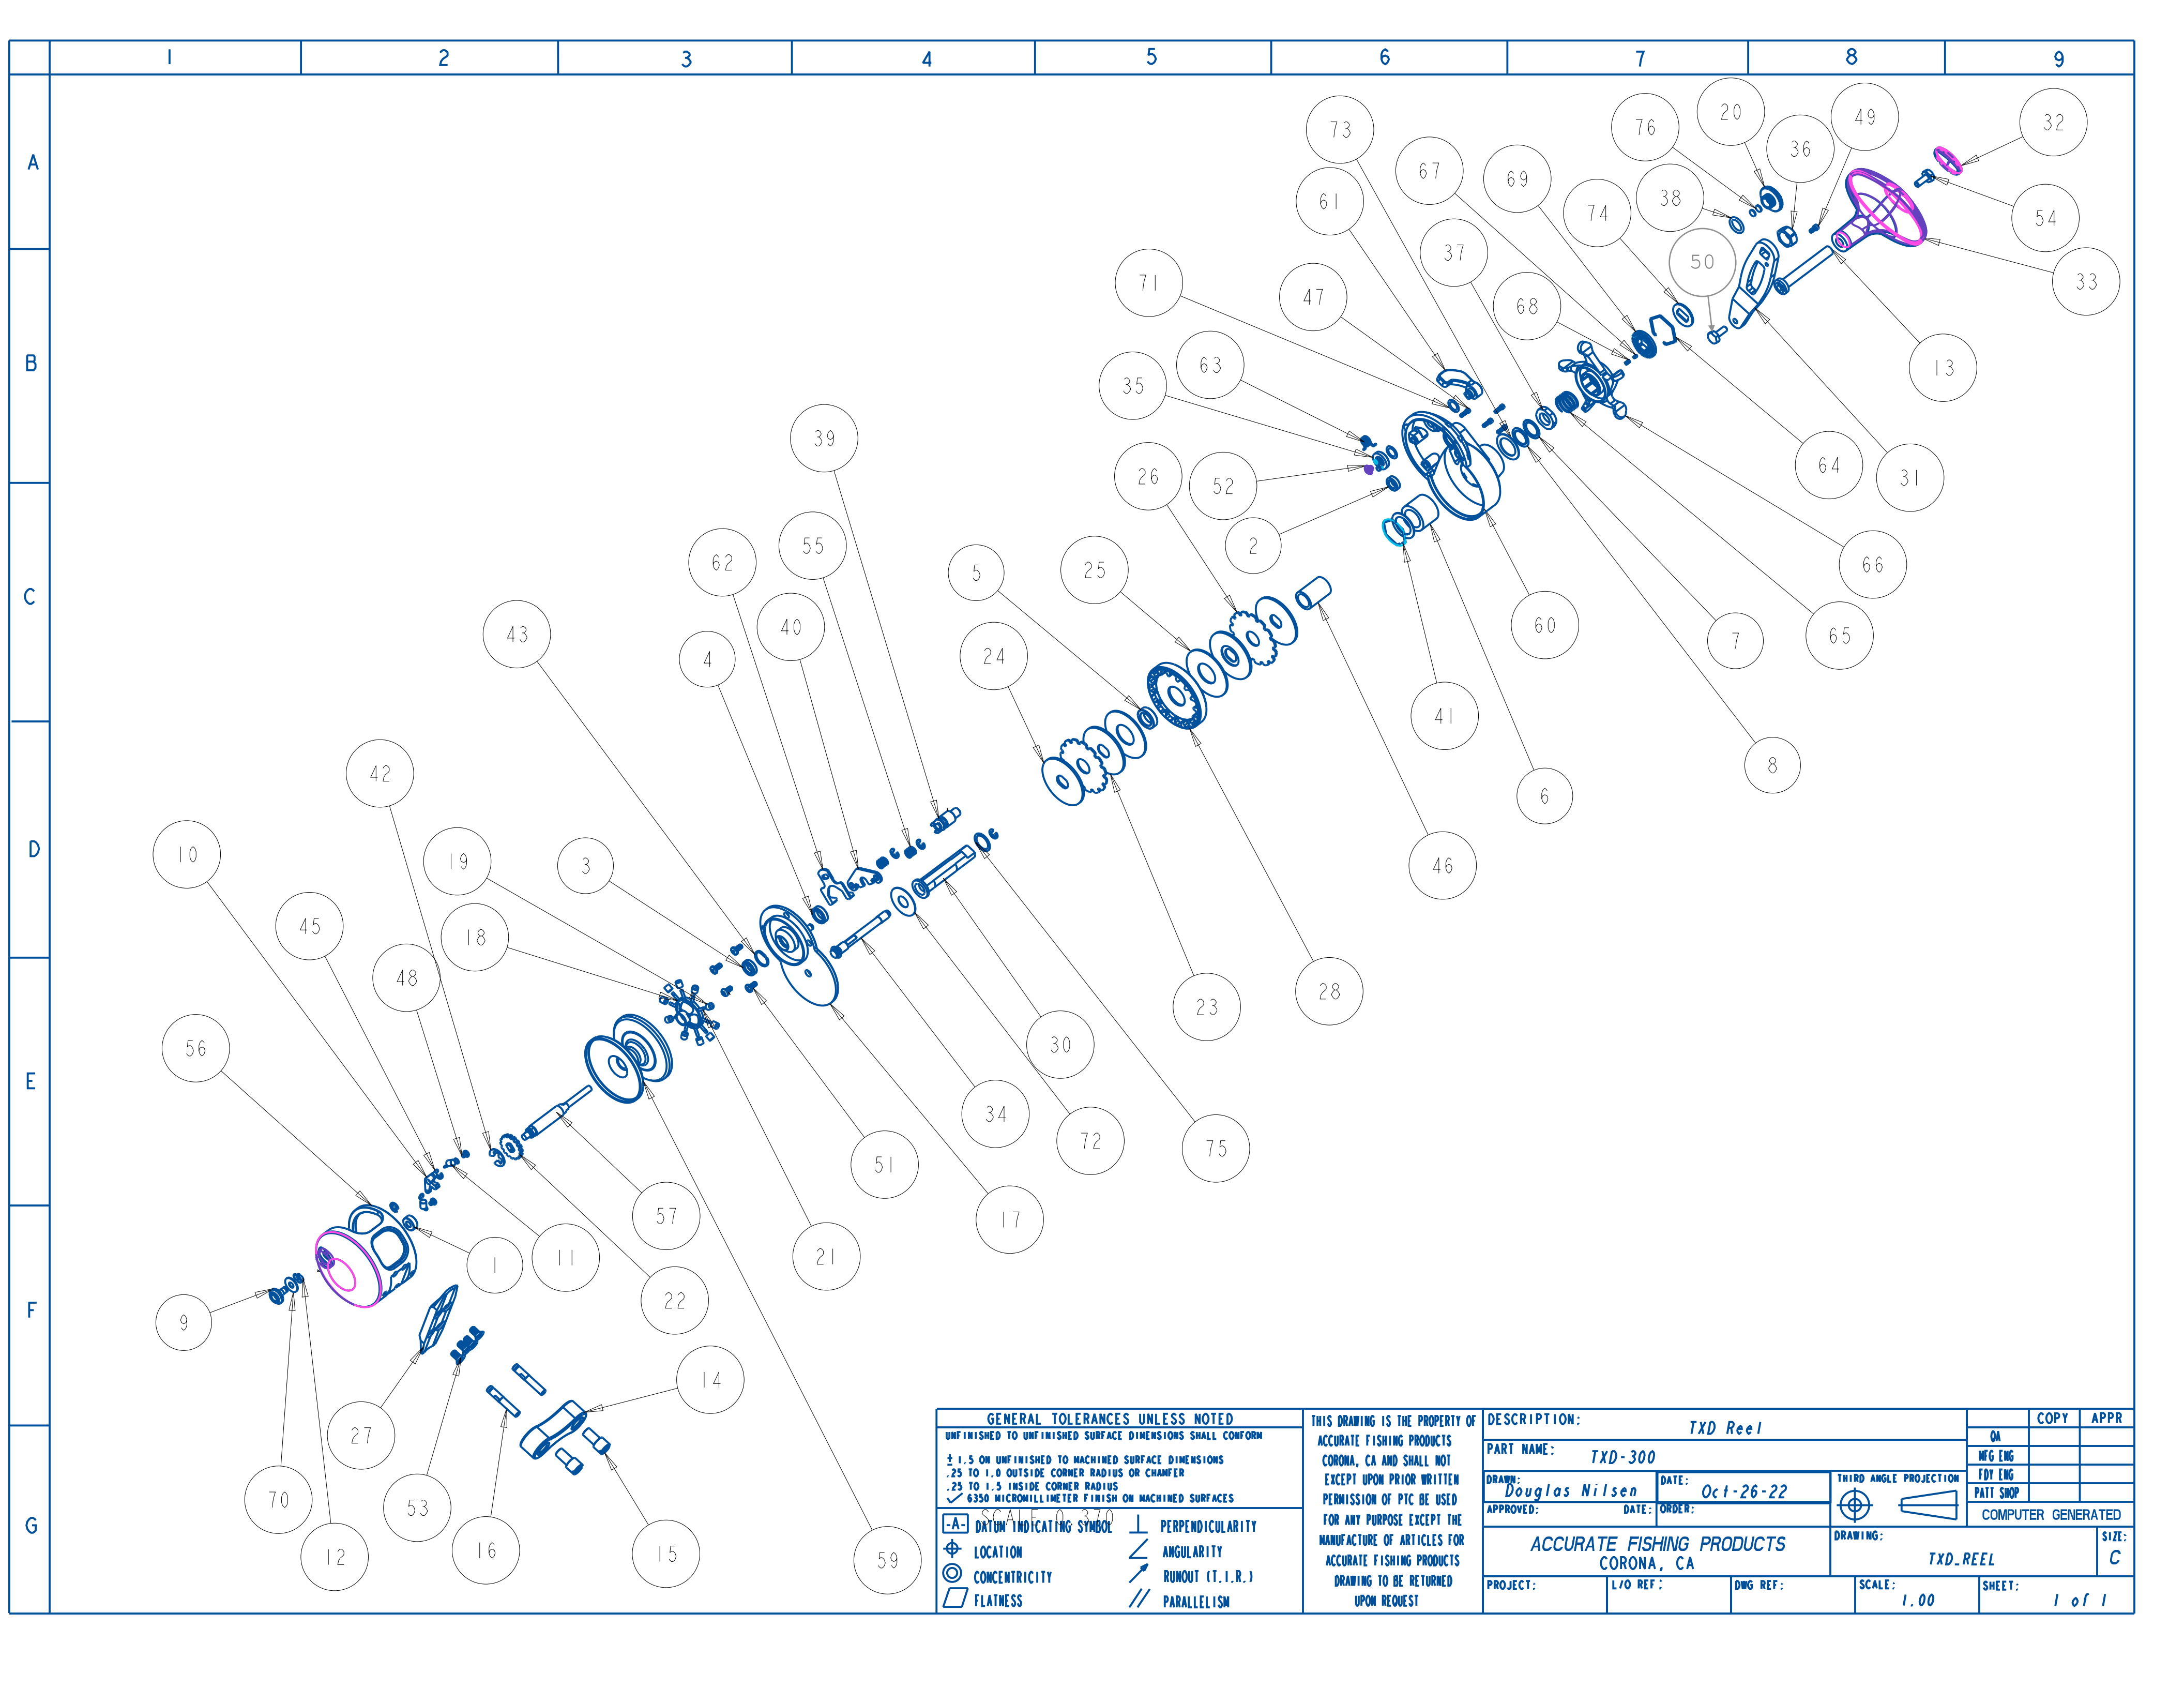 1 2 3 4 5 6 7 8 9
A
B
C
D
E
F
G
73
76
20
36
49
32
67
69
38
61
74
54
37
50
33
71
47
68
63
13
35
39
26
52
64
31
62
55
2
66
5
25
43
40
60
7
65
4
24
42
41
8
10
19
3
6
46
45
18
48
23
28
56
30
34
72
75
51
57
17
1
11
21
22
9
14
27
70
53
12
16
15
59
GENERAL TOLERANCES UNLESS NOTED
UNFINISHED TO UNFINISHED SURFACE DIMENSIONS SHALL CONFORM
± 1.5 ON UNFINISHED TO MACHINED SURFACE DIMENSIONS
.25 TO 1.0 OUTSIDE CORNER RADIUS OR CHAMFER
.25 TO 1.5 INSIDE CORNER RADIUS
6350 MICROMILLIMETER FINISH ON MACHINED SURFACES
SCALE 0.370
-A- DATUM INDICATING SYMBOL
PERPENDICULARITY
LOCATION
ANGULARITY
CONCENTRICITY
RUNOUT (T.I.R.)
FLATNESS
PARALLELISM
THIS DRAWING IS THE PROPERTY OF
ACCURATE FISHING PRODUCTS
CORONA, CA AND SHALL NOT
EXCEPT UPON PRIOR WRITTEN
PERMISSION OF PTC BE USED
FOR ANY PURPOSE EXCEPT THE
MANUFACTURE OF ARTICLES FOR
ACCURATE FISHING PRODUCTS
DRAWING TO BE RETURNED
UPON REQUEST
DESCRIPTION: TXD Reel
PART NAME: TXD-300
DRAWN: Douglas Nilsen
DATE: Oct-26-22
APPROVED: DATE:
ORDER:
THIRD ANGLE PROJECTION
COPY APPR
QA
MFG ENG
FDY ENG
PATT SHOP
COMPUTER GENERATED
ACCURATE FISHING PRODUCTS
CORONA, CA
DRAWING: TXD_REEL
SIZE: C
PROJECT:
L/O REF:
DWG REF:
SCALE: 1.00
SHEET: 1 of 1